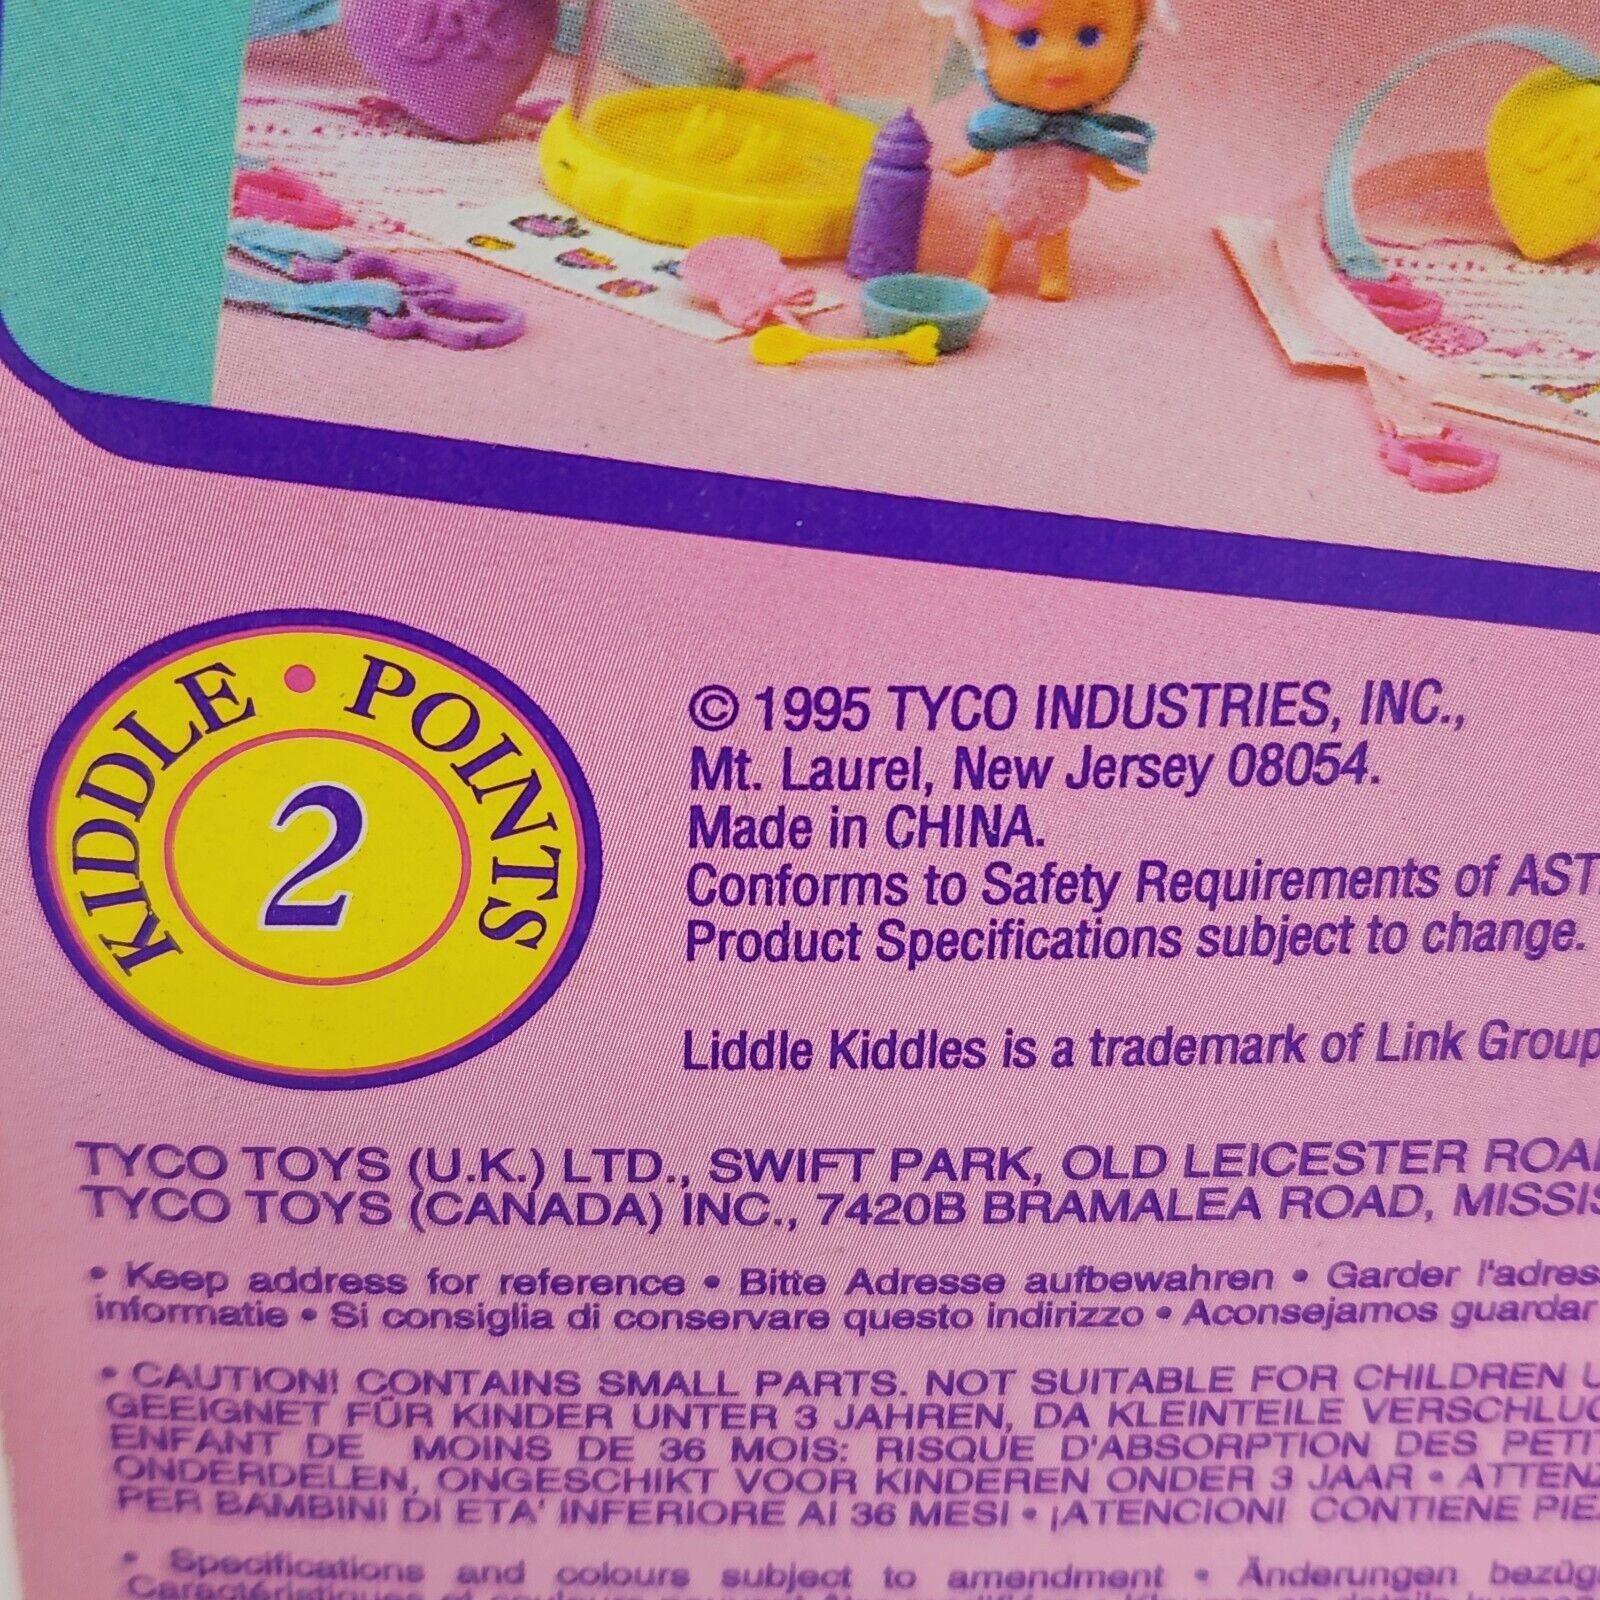 KIDDLE • POINTS
2
© 1995 TYCO INDUSTRIES, INC.,
Mt. Laurel, New Jersey 08054.
Made in CHINA.
Conforms to Safety Requirements of AST
Product Specifications subject to change.
Liddle Kiddles is a trademark of Link Group
TYCO TOYS (U.K.) LTD., SWIFT PARK, OLD LEICESTER ROA
TYCO TOYS (CANADA) INC., 7420B BRAMALEA ROAD, MISSIS
• Keep address for reference • Bitte Adresse aufbewahren • Garder l'adres
informatie • Si consiglia di conservare questo indirizzo • Aconsejamos guardar
• CAUTION! CONTAINS SMALL PARTS. NOT SUITABLE FOR CHILDREN U
GEEIGNET FÜR KINDER UNTER 3 JAHREN, DA KLEINTEILE VERSCHLUC
ENFANT DE MOINS DE 36 MOIS: RISQUE D'ABSORPTION DES PETIT
ONDERDELEN, ONGESCHIKT VOOR KINDEREN ONDER 3 JAAR • ATTENZ
PER BAMBINI DI ETA' INFERIORE AI 36 MESI • ¡ATENCION! CONTIENE PIE
• Specifications and colours subject to amendment • Änderungen bezüg